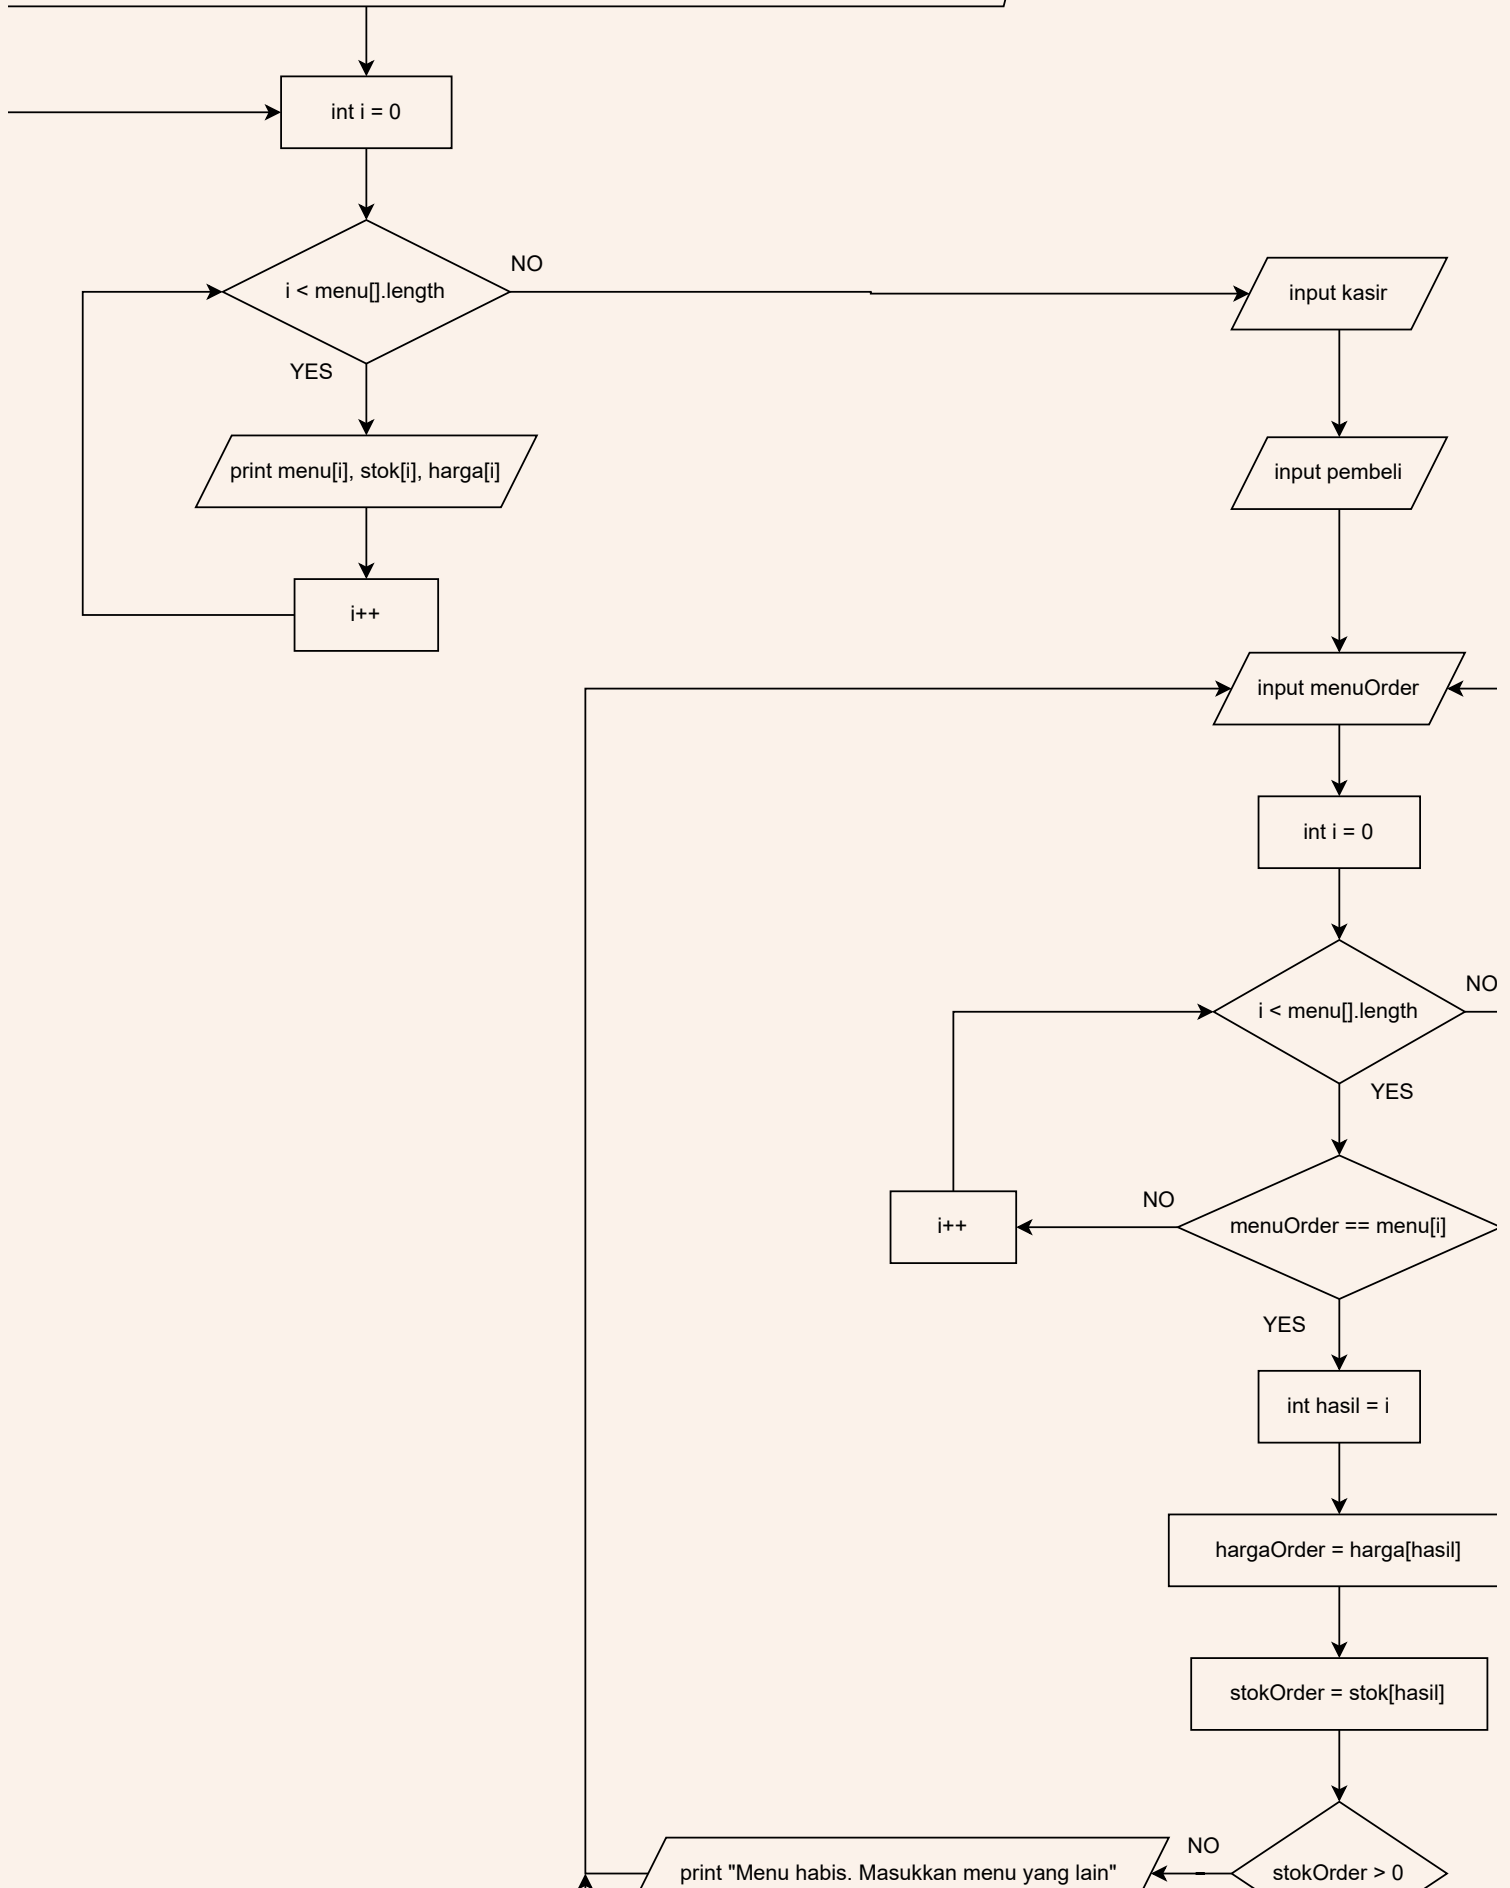 int i = 0
i < menu[].length
NO
YES
print menu[i], stok[i], harga[i]
i++
input kasir
input pembeli
input menuOrder
int i = 0
i < menu[].length
NO
YES
menuOrder == menu[i]
NO
i++
YES
int hasil = i
hargaOrder = harga[hasil]
stokOrder = stok[hasil]
stokOrder > 0
NO
print "Menu habis. Masukkan menu yang lain"